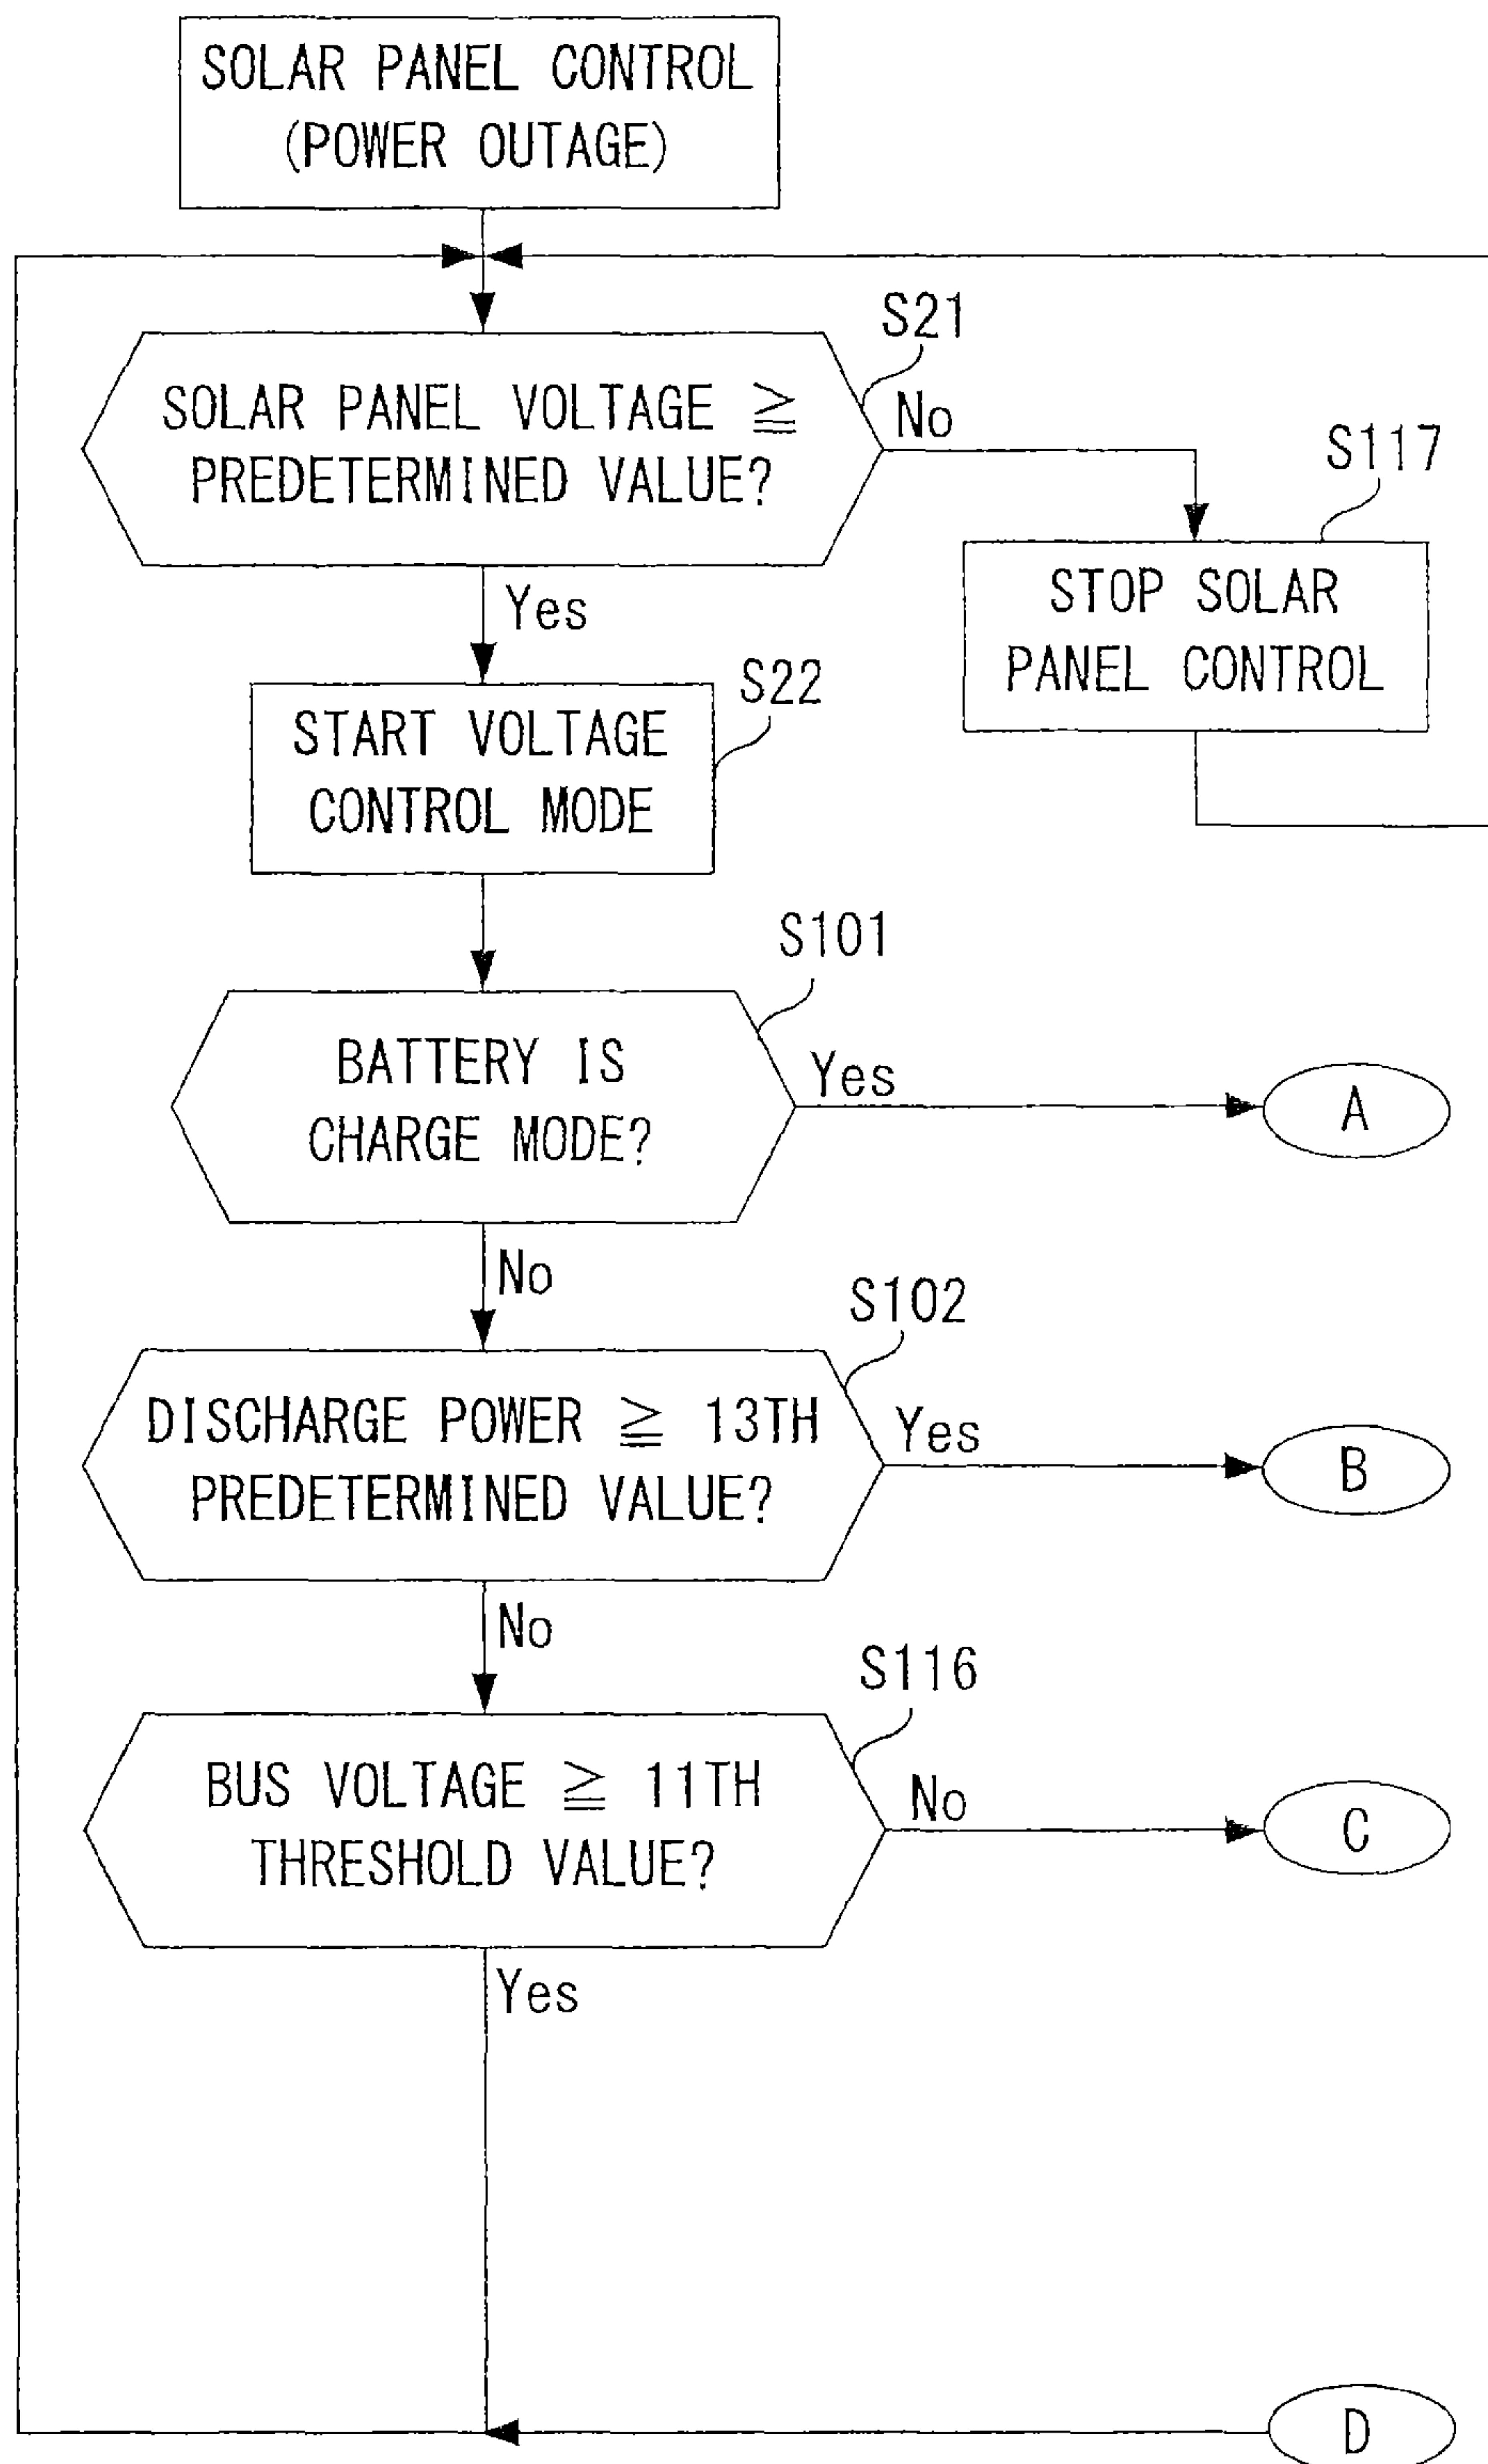 SOLAR PANEL CONTROL
(POWER OUTAGE)
S21
SOLAR PANEL VOLTAGE ≧
PREDETERMINED VALUE?
No
S117
STOP SOLAR
PANEL CONTROL
Yes
S22
START VOLTAGE
CONTROL MODE
S101
BATTERY IS
CHARGE MODE?
Yes
A
No
S102
DISCHARGE POWER ≧ 13TH
PREDETERMINED VALUE?
Yes
B
No
S116
BUS VOLTAGE ≧ 11TH
THRESHOLD VALUE?
No
C
Yes
D